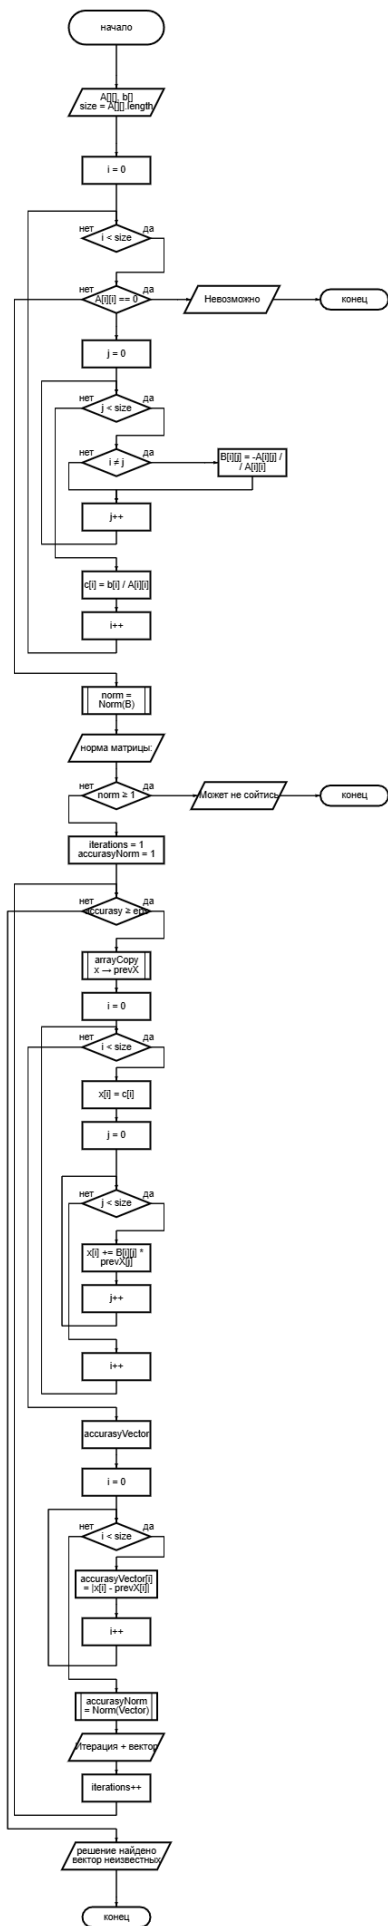 начало
A[][], b[]
size = A[][].length
i = 0
нет да
i < size
нет да
A[i][i] == 0
Невозможно
конец
j = 0
нет да
j < size
нет да
i ≠ j
B[i][j] = -A[i][j] /
/ A[i][i]
j++
c[i] = b[i] / A[i][i]
i++
norm =
Norm(B)
норма матрицы:
нет да
norm ≥ 1
Может не сойтись
конец
iterations = 1
accurasyNorm = 1
нет да
accurasy ≥ eps
arrayCopy
x → prevX
i = 0
нет да
i < size
x[i] = c[i]
j = 0
нет да
j < size
x[i] += B[i][j] *
prevX[j]
j++
i++
accurasyVector
i = 0
нет да
i < size
accurasyVector[i]
= |x[i] - prevX[i]|
i++
accurasyNorm
= Norm(Vector)
Итерация + вектор
iterations++
решение найдено
вектор неизвестных
конец